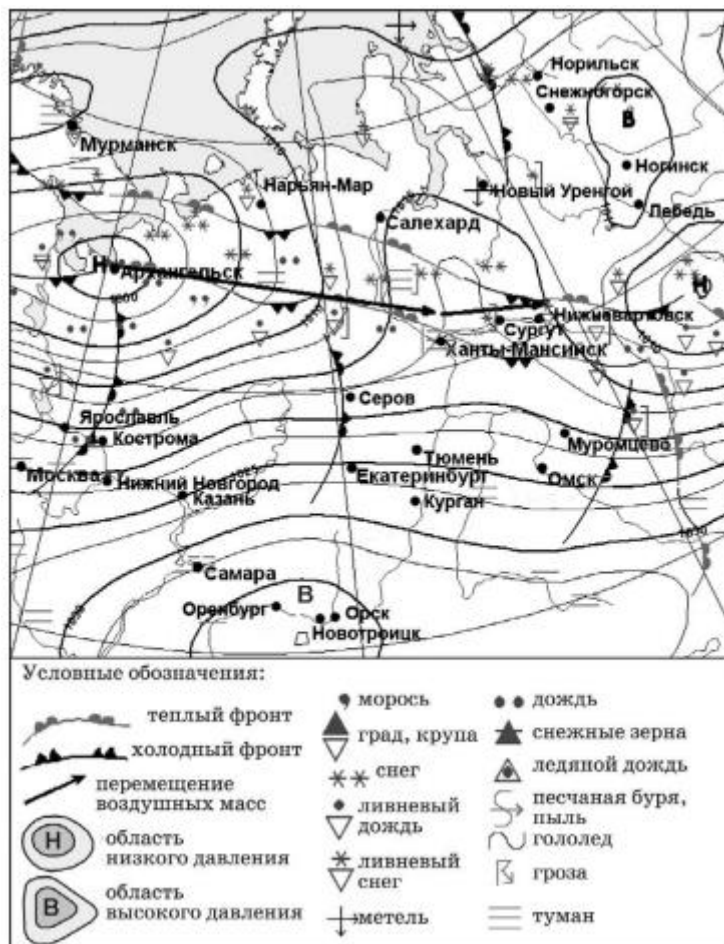 Норильск
Снежногорск
В
Мурманск
Ногинск
Нарьян-Мар
Новый Уренгой
Лебедь
Салехард
Н Архангельск
Н
Нижневартовск
Сургут
Ханты-Мансийск
Серов
Ярославль
Кострома
Муромцево
Тюмень
Москва
Екатеринбург
Омск
Нижний Новгород
Казань
Курган
Самара
В
Оренбург
Орск
Новотроицк
Условные обозначения:
теплый фронт
холодный фронт
перемещение
воздушных масс
Н
область
низкого давления
В
область
высокого давления
морось
град, крупа
снег
ливневый
дождь
ливневый
снег
метель
дождь
снежные зерна
ледяной дождь
песчаная буря,
пыль
гололед
гроза
туман